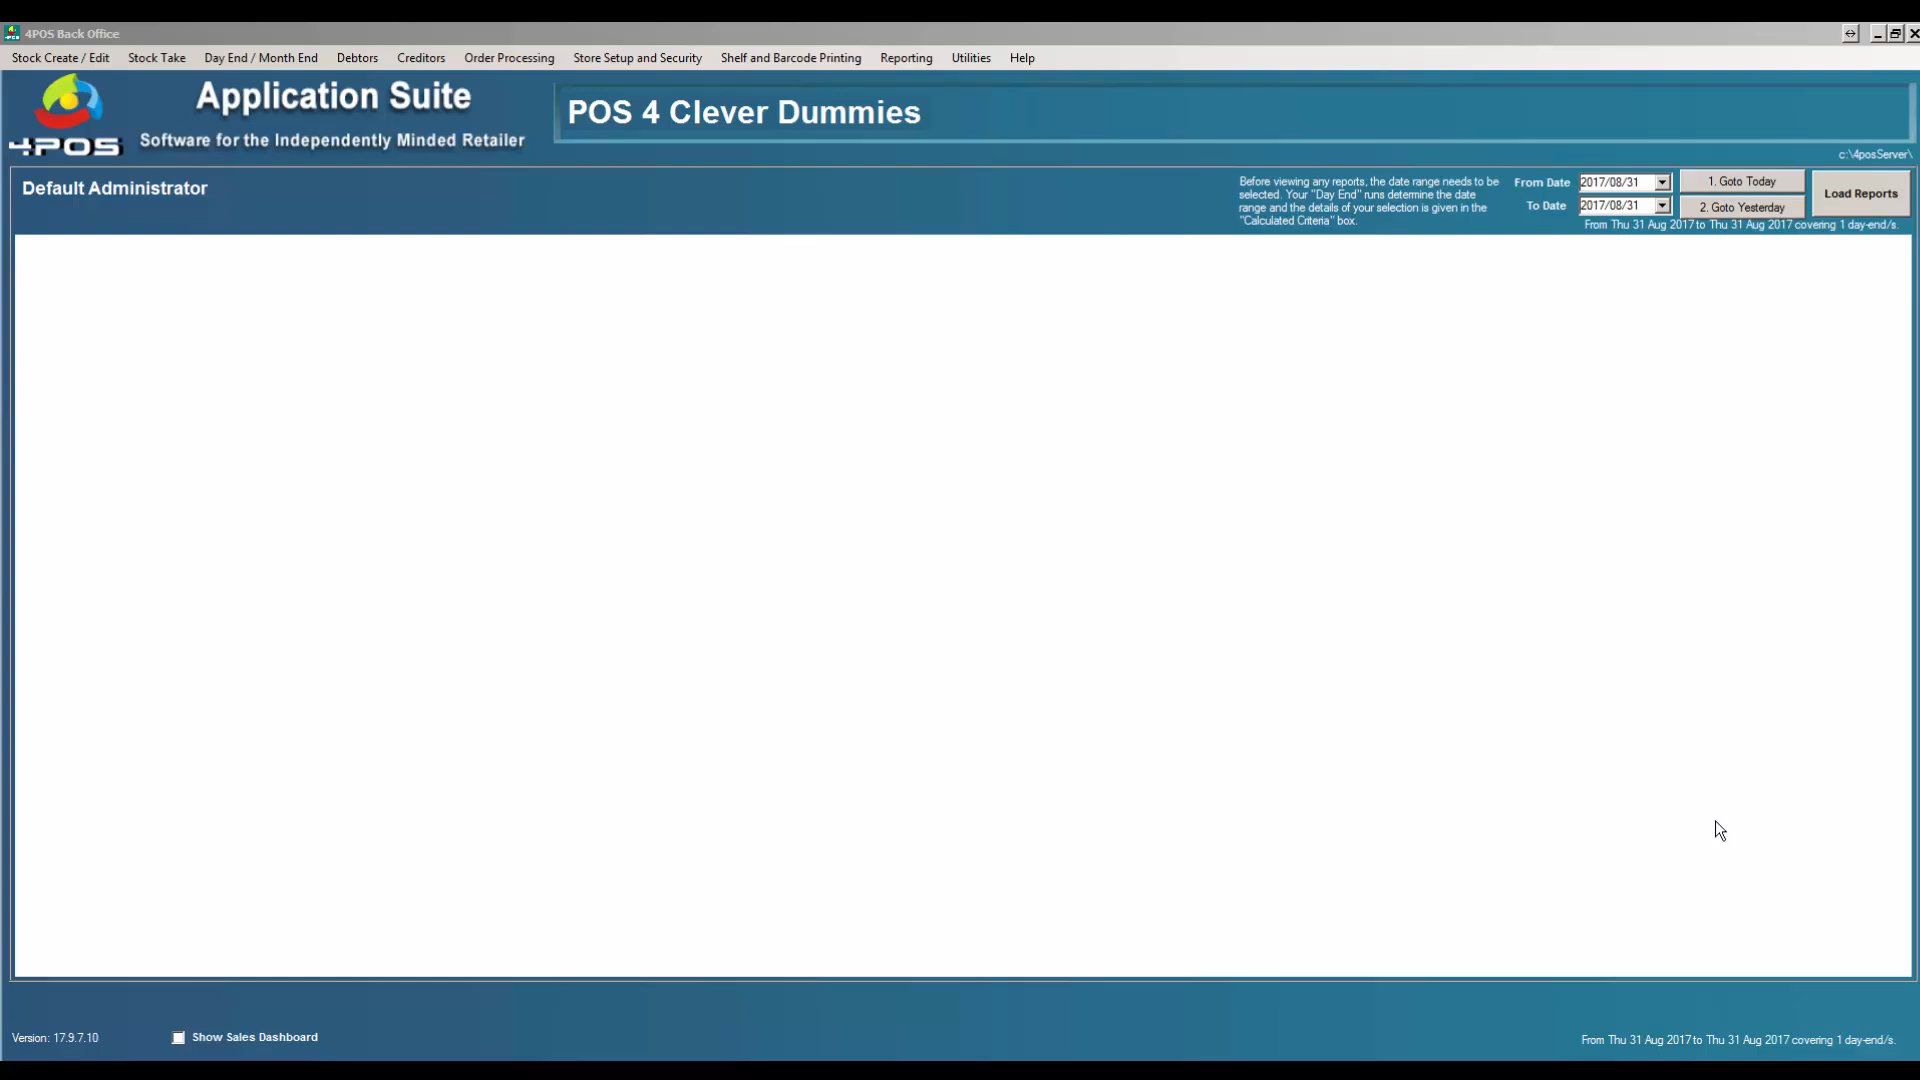 4POS Back Office
Stock Create / Edit Stock Take Day End / Month End Debtors Creditors Order Processing Store Setup and Security Shelf and Barcode Printing Reporting Utilities Help
4POS
Application Suite
Software for the Independently Minded Retailer
POS 4 Clever Dummies
c:\4posServer\
Default Administrator
Before viewing any reports, the date range needs to be
selected. Your "Day End" runs determine the date
range and the details of your selection is given in the
"Calculated Criteria" box.
From Date 2017/08/31 1. Goto Today
To Date 2017/08/31 2. Goto Yesterday
Load Reports
From Thu 31 Aug 2017 to Thu 31 Aug 2017 covering 1 day-end/s.
Version: 17.9.7.10 Show Sales Dashboard
From Thu 31 Aug 2017 to Thu 31 Aug 2017 covering 1 day-end/s.